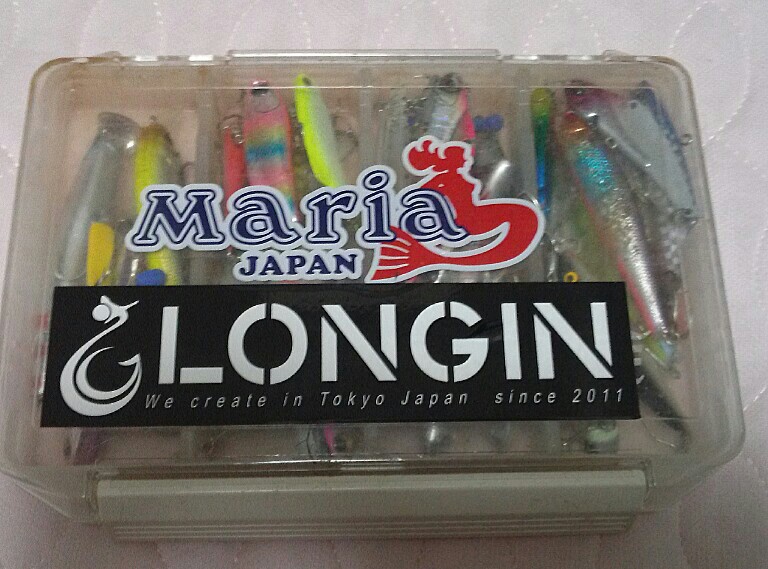 Maria
JAPAN
LONGIN
We create in Tokyo Japan since 2011